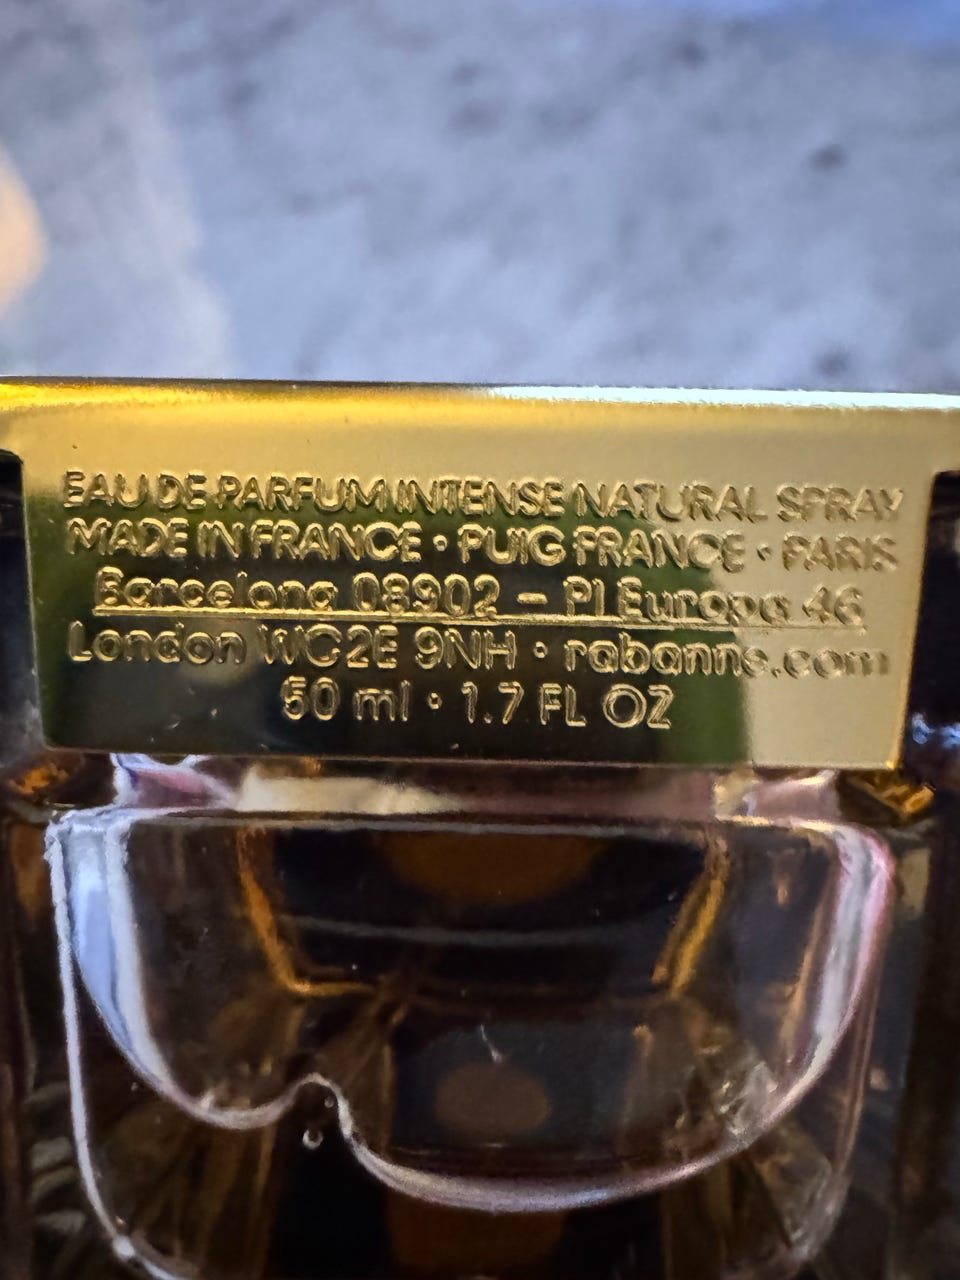 EAU DE PARFUM INTENSE NATURAL SPRAY
MADE IN FRANCE • PUIG FRANCE • PARIS
Barcelona 08902 – Pl Europa 46
London WC2E 9NH • rabanne.com
50 ml • 1.7 FL OZ